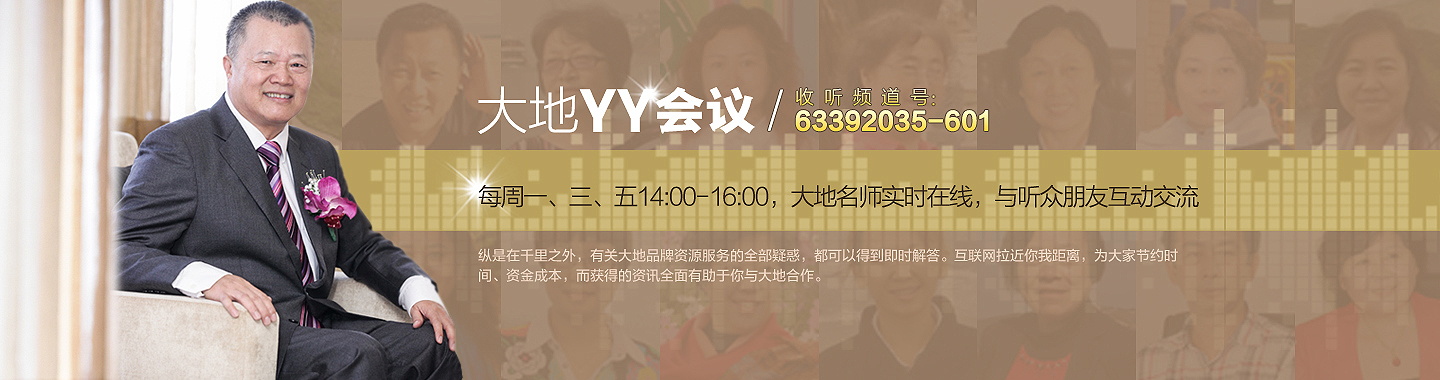 大地YY会议/
收听频道号:
63392035-601
每周一、三、五14:00-16:00，大地名师实时在线，与听众朋友互动交流
纵是在千里之外，有关大地品牌资源服务的全部疑惑，都可以得到即时解答。互联网拉近你我距离，为大家节约时
间、资金成本，而获得的资讯全面有助于你与大地合作。